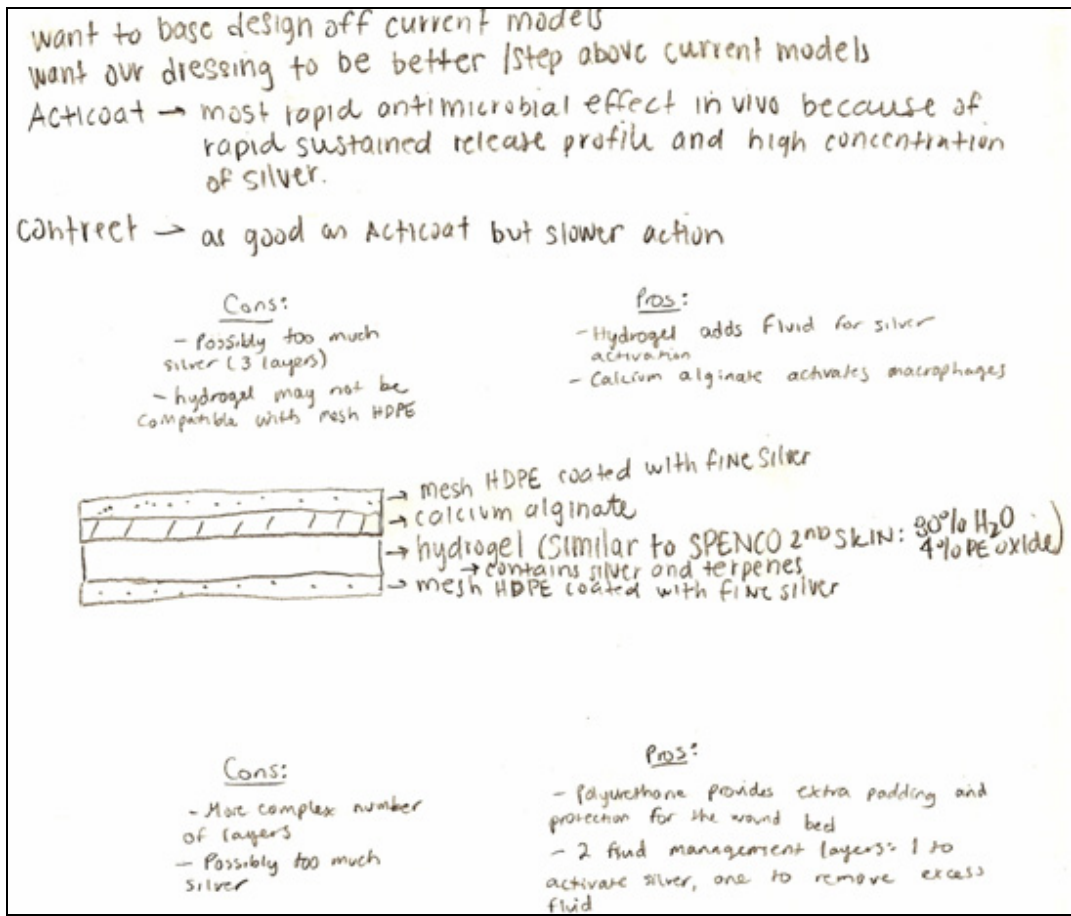 want to base design off current models
want our dressing to be better /step above current models
Acticoat → most rapid antimicrobial effect in vivo because of
rapid sustained release profile and high concentration
of silver.
Contreet → as good as Acticoat but slower action
Cons:
- Possibly too much
silver (3 layers)
- hydrogel may not be
compatible with mesh HDPE
Pros:
- Hydrogel adds fluid for silver
activation
- Calcium alginate activates macrophages
→ mesh HDPE coated with fine silver
→ calcium alginate
→ hydrogel (similar to SPENCO 2ND SKIN: 90% H2O
4% PE oxide)
→ contains silver and terpenes
→ mesh HDPE coated with fine silver
Cons:
- More complex number
of layers
- Possibly too much
silver
Pros:
- Polyurethane provides extra padding and
protection for the wound bed
- 2 fluid management layers: 1 to
activate silver, one to remove excess
fluid